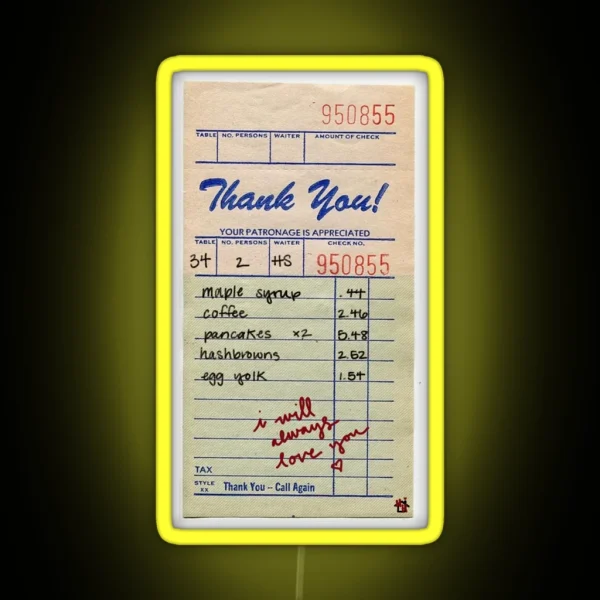 950855
TABLE NO. PERSONS WAITER AMOUNT OF CHECK
Thank You!
YOUR PATRONAGE IS APPRECIATED
TABLE NO. PERSONS WAITER CHECK NO.
34 2 HS 950855
maple syrup .44
coffee 2.46
pancakes x2 5.48
hashbrowns 2.52
egg yolk 1.54
i will
always
love you
TAX
STYLE
XX
Thank You – Call Again